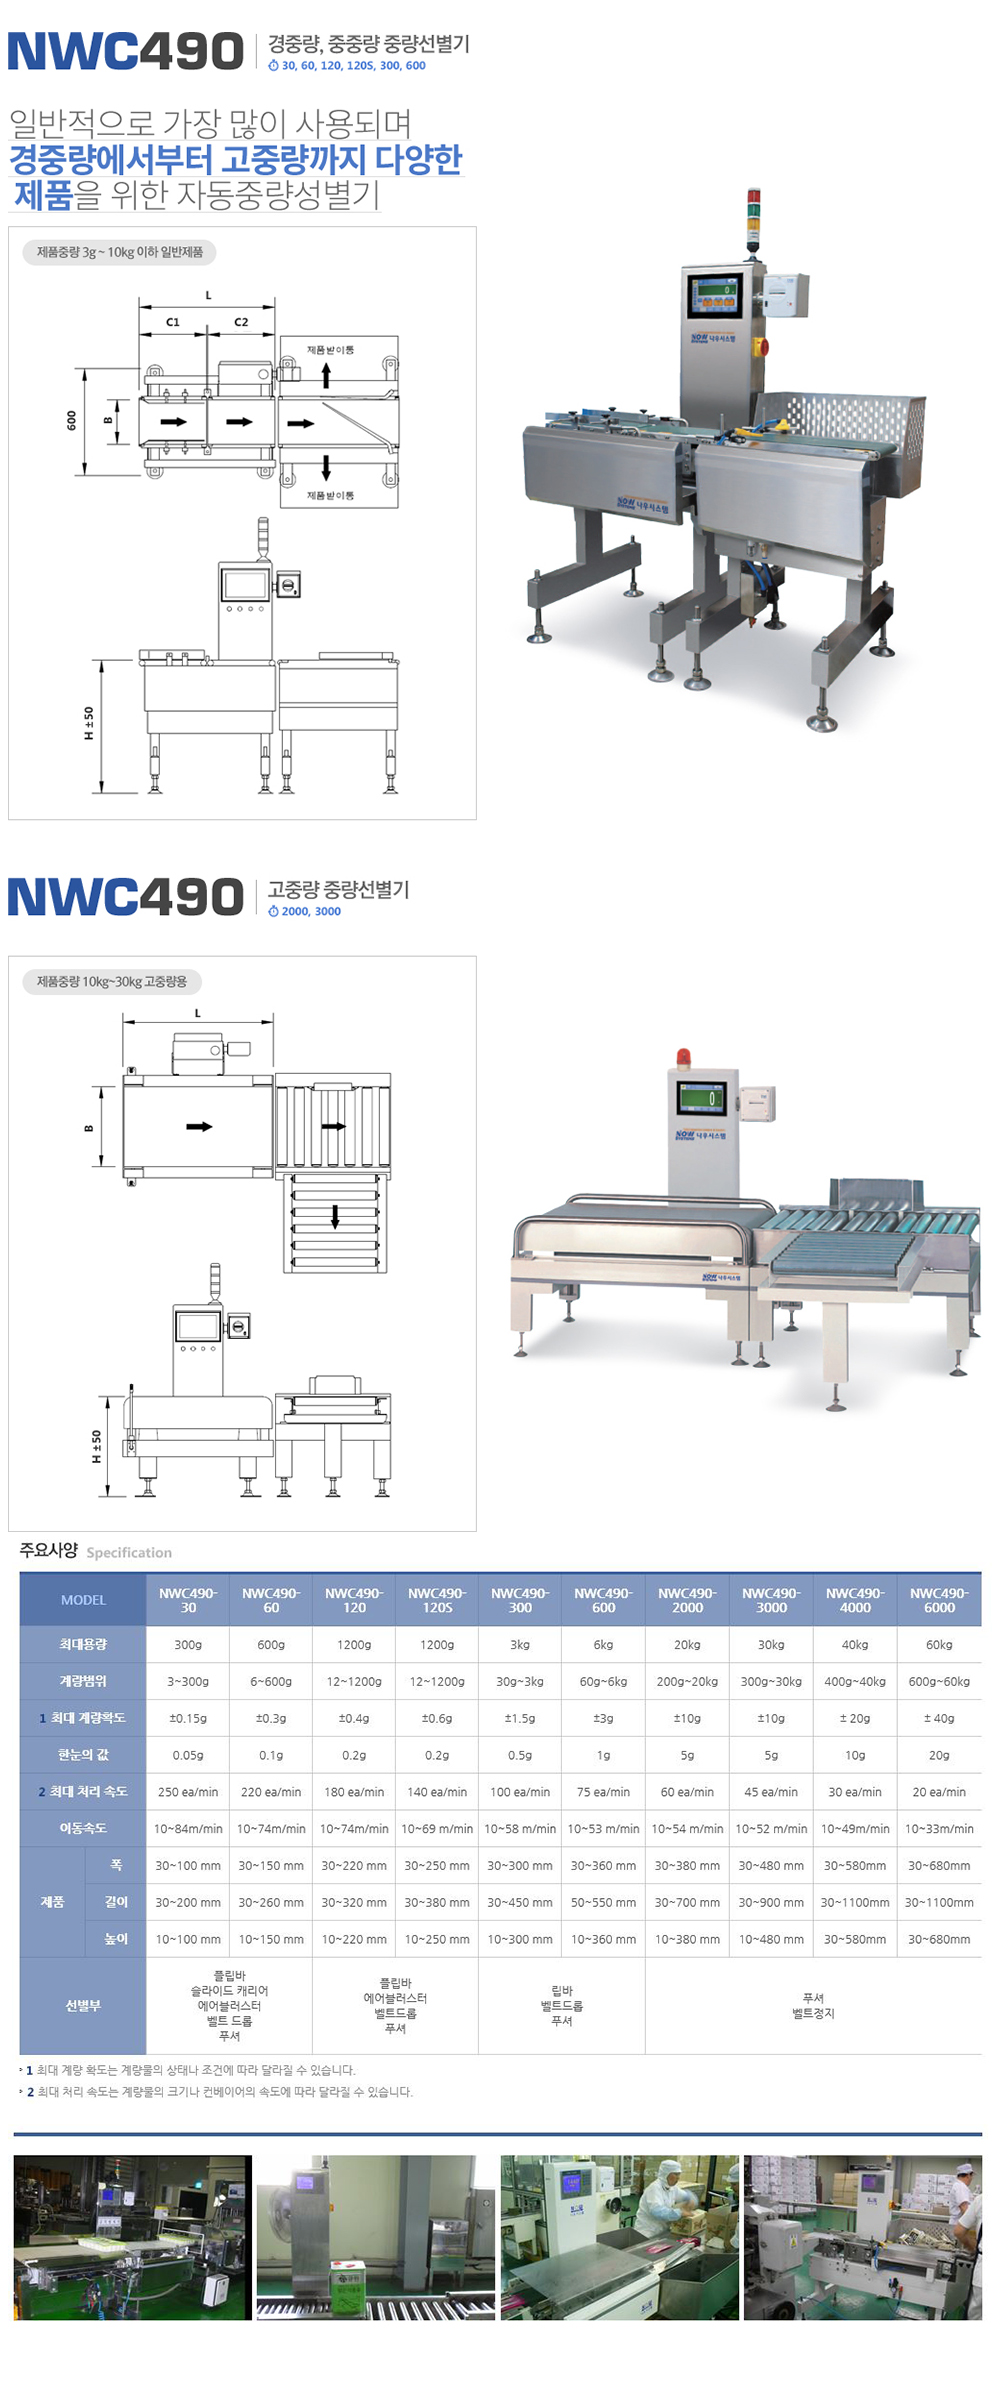 NWC490
경중량, 중중량 중량선별기
30, 60, 120, 120S, 300, 600
일반적으로 가장 많이 사용되며
경중량에서부터 고중량까지 다양한
제품을 위한 자동중량성별기
제품중량 3g ~ 10kg 이하 일반제품
L
C1 C2
제품받이통
600
B
제품받이통
H ±50
NOW SYSTEMS 나우시스템
NOW SYSTEMS 나우시스템
NWC490
고중량 중량선별기
2000, 3000
제품중량 10kg~30kg 고중량용
L
B
H ±50
NOW SYSTEMS 나우시스템
NOW SYSTEMS 나우시스템
주요사양 Specification
MODEL NWC490-30 NWC490-60 NWC490-120 NWC490-120S NWC490-300 NWC490-600 NWC490-2000 NWC490-3000 NWC490-4000 NWC490-6000
최대용량 300g 600g 1200g 1200g 3kg 6kg 20kg 30kg 40kg 60kg
계량범위 3~300g 6~600g 12~1200g 12~1200g 30g~3kg 60g~6kg 200g~20kg 300g~30kg 400g~40kg 600g~60kg
1 최대 계량확도 ±0.15g ±0.3g ±0.4g ±0.6g ±1.5g ±3g ±10g ±10g ± 20g ± 40g
한눈의 값 0.05g 0.1g 0.2g 0.2g 0.5g 1g 5g 5g 10g 20g
2 최대 처리 속도 250 ea/min 220 ea/min 180 ea/min 140 ea/min 100 ea/min 75 ea/min 60 ea/min 45 ea/min 30 ea/min 20 ea/min
이동속도 10~84m/min 10~74m/min 10~74m/min 10~69 m/min 10~58 m/min 10~53 m/min 10~54 m/min 10~52 m/min 10~49m/min 10~33m/min
제품 폭 30~100 mm 30~150 mm 30~220 mm 30~250 mm 30~300 mm 30~360 mm 30~380 mm 30~480 mm 30~580mm 30~680mm
길이 30~200 mm 30~260 mm 30~320 mm 30~380 mm 30~450 mm 50~550 mm 30~700 mm 30~900 mm 30~1100mm 30~1100mm
높이 10~100 mm 10~150 mm 10~220 mm 10~250 mm 10~300 mm 10~360 mm 10~380 mm 10~480 mm 30~580mm 30~680mm
선별부
플립바
슬라이드 캐리어
에어블러스터
벨트 드롭
푸셔
플립바
에어블러스터
벨트드롭
푸셔
립바
벨트드롭
푸셔
푸셔
벨트정지
1 최대 계량 확도는 계량물의 상태나 조건에 따라 달라질 수 있습니다.
2 최대 처리 속도는 계량물의 크기나 컨베이어의 속도에 따라 달라질 수 있습니다.